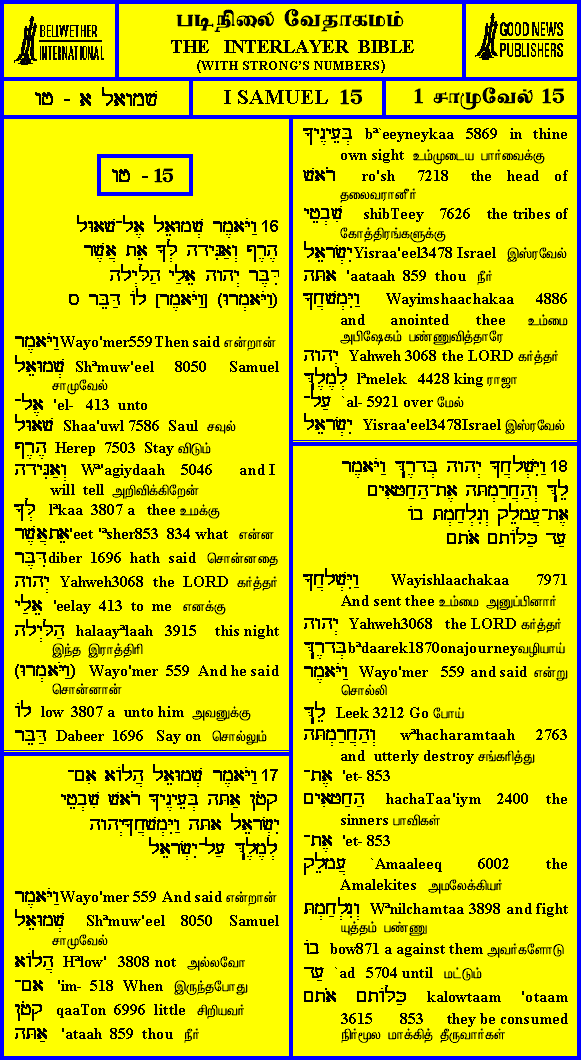 BELLWETHER
INTERNATIONAL
படிநிலை வேதாகமம்
THE INTERLAYER BIBLE
(WITH STRONG'S NUMBERS)
GOOD NEWS
PUBLISHERS
שמואל א - טו
I SAMUEL 15
1 சாமுவேல் 15
טו - 15
16 וַיֹּאמֶר שְׁמוּאֵל אֶל־שָׁאוּל
הֶרֶף וְאַגִּידָה לְּךָ אֵת אֲשֶׁר
דִּבֶּר יְהוָה אֵלַי הַלָּיְלָה
(וַיֹּאמְרוּ) [וַיֹּאמֶר] לוֹ דַּבֵּר ס
וַיֹּאמֶר Wayo'mer559 Then said என்றான்
שְׁמוּאֵל Shªmuw'eel 8050 Samuel
சாமுவேல்
אֶל־ 'el- 413 unto
שָׁאוּל Shaa'uwl 7586 Saul சவுல்
הֶרֶף Herep 7503 Stay விடும்
וְאַגִּידָה Wª'agiydaah 5046 and I
will tell அறிவிக்கிறேன்
לְּךָ lªkaa 3807 a thee உமக்கு
אֵת אֲשֶׁר 'eet 'ªsher853 834 what என்ன
דִּבֶּר diber 1696 hath said சொன்னதை
יְהוָה Yahweh3068 the LORD கர்த்தர்
אֵלַי 'eelay 413 to me எனக்கு
הַלָּיְלָה halaayªlaah 3915 this night
இந்த இராத்திரி
(וַיֹּאמְרוּ) Wayo'mer 559 And he said
சொன்னான்
לוֹ low 3807 a unto him அவனுக்கு
דַּבֵּר Dabeer 1696 Say on சொல்லும்
17 וַיֹּאמֶר שְׁמוּאֵל הֲלוֹא אִם־
קָטֹן אַתָּה בְּעֵינֶיךָ רֹאשׁ שִׁבְטֵי
יִשְׂרָאֵל אָתָּה וַיִּמְשָׁחֲךָ יְהוָה
לְמֶלֶךְ עַל־יִשְׂרָאֵל
וַיֹּאמֶר Wayo'mer 559 And said என்றான்
שְׁמוּאֵל Shªmuw'eel 8050 Samuel
சாமுவேல்
הֲלוֹא Hªlow' 3808 not அல்லவோ
אִם־ 'im- 518 When இருந்தபோது
קָטֹן qaaTon 6996 little சிறியவர்
אַתָּה 'ataah 859 thou நீர்
בְּעֵינֶיךָ bª`eeyneykaa 5869 in thine
own sight உம்முடைய பார்வைக்கு
רֹאשׁ ro'sh 7218 the head of
தலைவரானீர்
שִׁבְטֵי shibTeey 7626 the tribes of
கோத்திரங்களுக்கு
יִשְׂרָאֵל Yisraa'eel3478 Israel இஸ்ரவேல்
אָתָּה 'aataah 859 thou நீர்
וַיִּמְשָׁחֲךָ Wayimshaachakaa 4886
and anointed thee உம்மை
அபிஷேகம் பண்ணுவித்தாரே
יְהוָה Yahweh 3068 the LORD கர்த்தர்
לְמֶלֶךְ lªmelek 4428 king ராஜா
עַל־ `al- 5921 over மேல்
יִשְׂרָאֵל Yisraa'eel3478Israel இஸ்ரவேல்
18 וַיִּשְׁלָחֲךָ יְהוָה בְּדָרֶךְ וַיֹּאמֶר
לֵךְ וְהַחֲרַמְתָּה אֶת־הַחַטָּאִים
אֶת־עֲמָלֵק וְנִלְחַמְתָּ בוֹ
עַד כַּלּוֹתָם אֹתָם
וַיִּשְׁלָחֲךָ Wayishlaachakaa 7971
And sent thee உம்மை அனுப்பினார்
יְהוָה Yahweh3068 the LORD கர்த்தர்
בְּדָרֶךְ bªdaarek1870onajourneyவழியாய்
וַיֹּאמֶר Wayo'mer 559 and said என்று
சொல்லி
לֵךְ Leek 3212 Go போய்
וְהַחֲרַמְתָּה wªhacharamtaah 2763
and utterly destroy சங்கரித்து
אֶת־ 'et- 853
הַחַטָּאִים hachaTaa'iym 2400 the
sinners பாவிகள்
אֶת־ 'et- 853
עֲמָלֵק `Amaaleeq 6002 the
Amalekites அமலேக்கியர்
וְנִלְחַמְתָּ Wªnilchamtaa 3898 and fight
யுத்தம் பண்ணு
בוֹ bow871 a against them அவர்களோடு
עַד `ad 5704 until மட்டும்
כַּלּוֹתָם אֹתָם kalowtaam 'otaam
3615 853 they be consumed
நிர்மூல மாக்கித் தீருவார்கள்